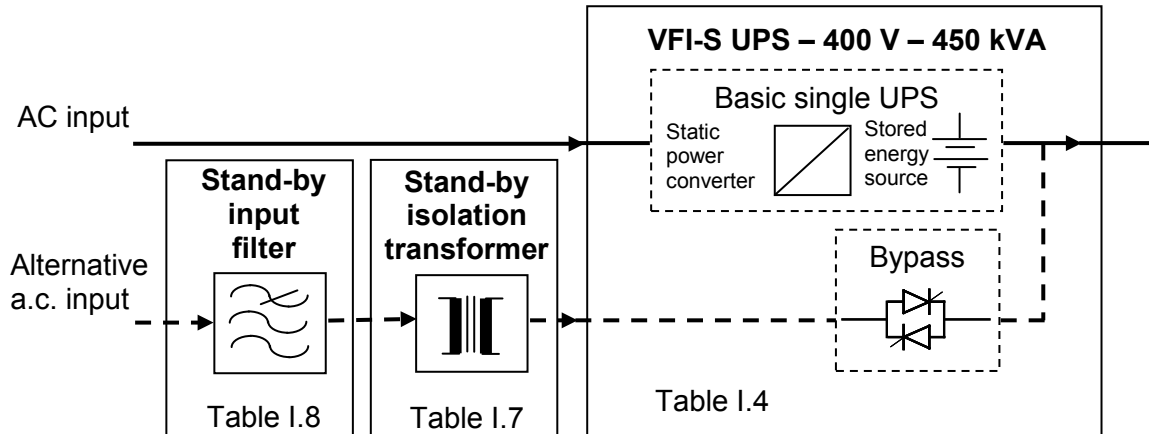 VFI-S UPS – 400 V – 450 kVA
Basic single UPS
Static
power
converter
Stored
energy
source
AC input
Stand-by
input
filter
Stand-by
isolation
transformer
Alternative
a.c. input
Bypass
Table I.8
Table I.7
Table I.4